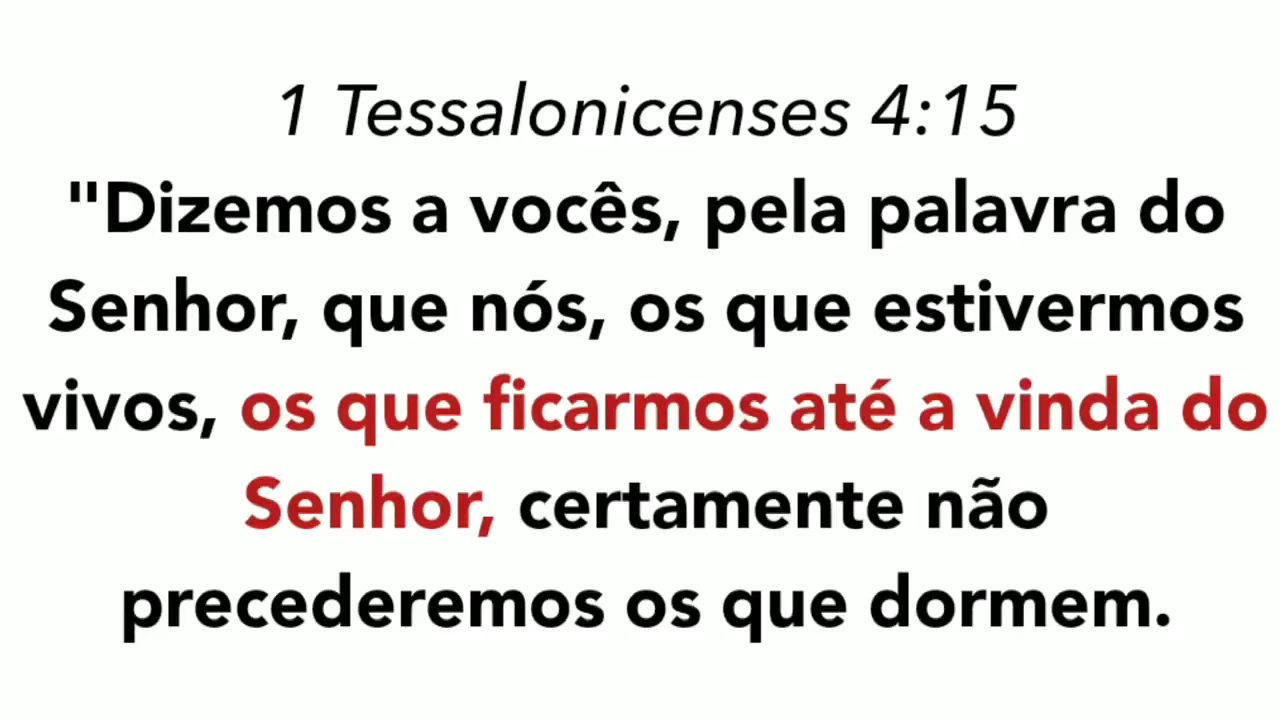 1 Tessalonicenses 4:15
"Dizemos a vocês, pela palavra do
Senhor, que nós, os que estivermos
vivos, os que ficarmos até a vinda do
Senhor, certamente não
precederemos os que dormem.